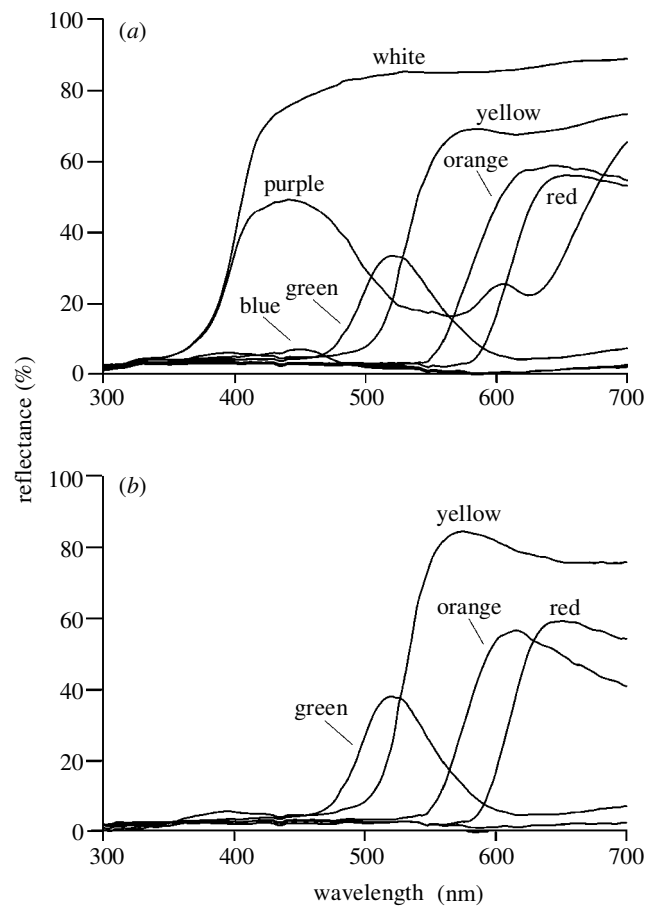 (a)
100
80
60
40
20
0
white
yellow
orange
purple
red
green
blue
300 400 500 600 700
reflectance (%)
(b)
100
80
60
40
20
0
yellow
orange
red
green
300 400 500 600 700
wavelength (nm)